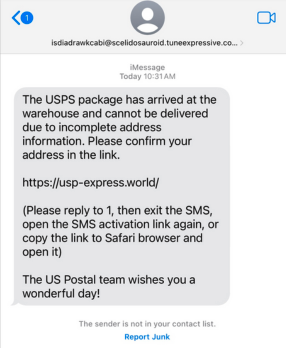 1
isdiadrawkcabi@scelidosauroid.tuneexpressive.co... >
iMessage
Today 10:31 AM
The USPS package has arrived at the
warehouse and cannot be delivered
due to incomplete address
information. Please confirm your
address in the link.
https://usp-express.world/
(Please reply to 1, then exit the SMS,
open the SMS activation link again, or
copy the link to Safari browser and
open it)
The US Postal team wishes you a
wonderful day!
The sender is not in your contact list.
Report Junk